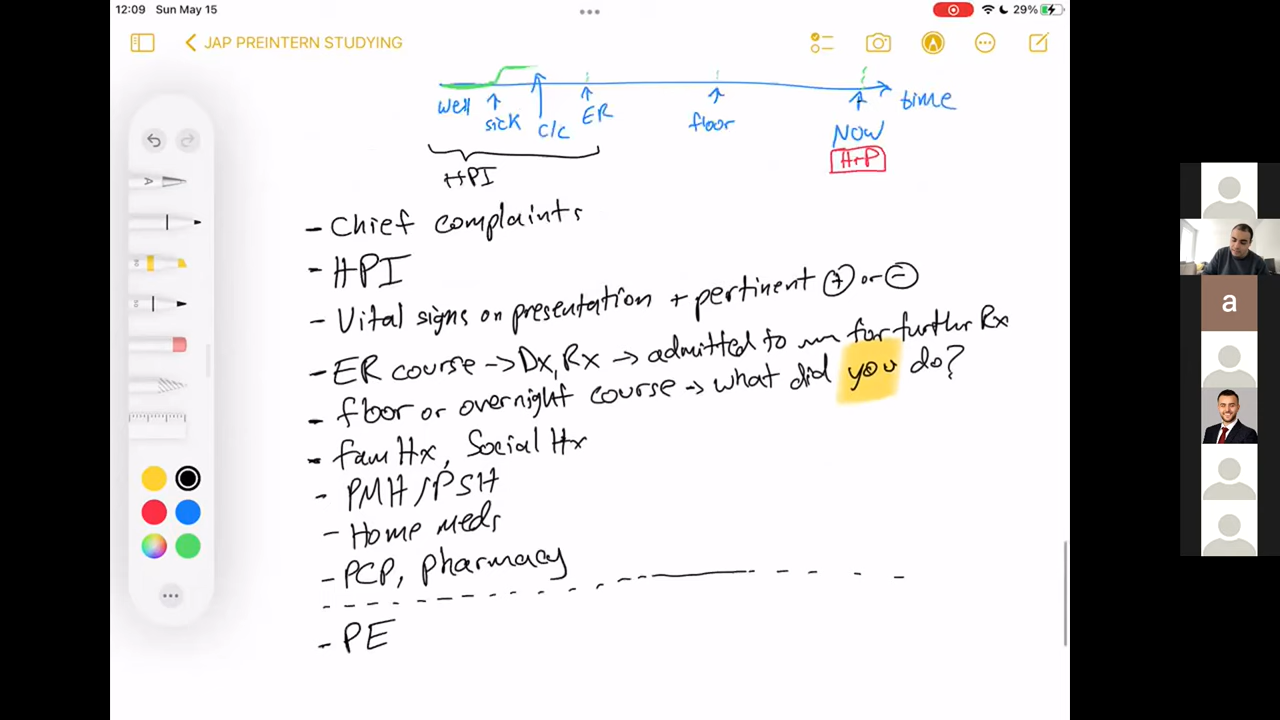 12:09 Sun May 15
29%
JAP PREINTERN STUDYING
well
sick
c/c
ER
floor
Now
time
H+P
HPI
- Chief complaints
- HPI
- Vital signs on presentation + pertinent + or -
- ER course → Dx, Rx → admitted to for further Rx
- floor or overnight course → what did you do?
- fam Hx, Social Hx
- PMH/PSH
- Home meds
- PCP, pharmacy
- PE
A
a